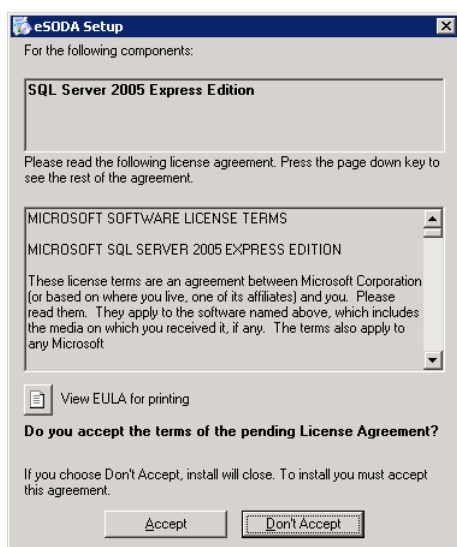 eSODA Setup
For the following components:
SQL Server 2005 Express Edition
Please read the following license agreement. Press the page down key to
see the rest of the agreement.
MICROSOFT SOFTWARE LICENSE TERMS
MICROSOFT SQL SERVER 2005 EXPRESS EDITION
These license terms are an agreement between Microsoft Corporation
(or based on where you live, one of its affiliates) and you. Please
read them. They apply to the software named above, which includes
the media on which you received it, if any. The terms also apply to
any Microsoft
View EULA for printing
Do you accept the terms of the pending License Agreement?
If you choose Don't Accept, install will close. To install you must accept
this agreement.
Accept
Don't Accept